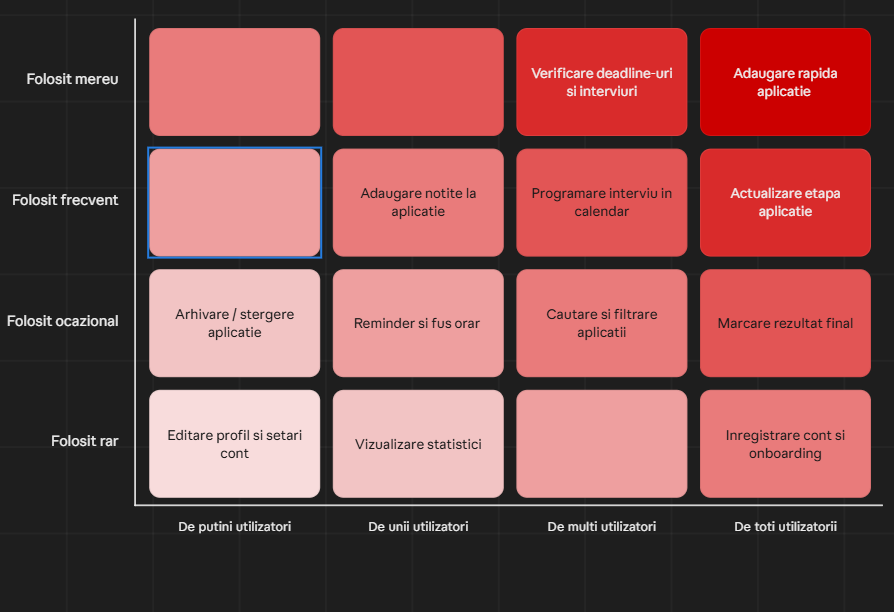 Folosit mereu
Verificare deadline-uri
si interviuri
Adaugare rapida
aplicatie
Folosit frecvent
Adaugare notite la
aplicatie
Programare interviu in
calendar
Actualizare etapa
aplicatie
Folosit ocazional
Arhivare / stergere
aplicatie
Reminder si fus orar
Cautare si filtrare
aplicatii
Marcare rezultat final
Folosit rar
Editare profil si setari
cont
Vizualizare statistici
Inregistrare cont si
onboarding
De putini utilizatori
De unii utilizatori
De multi utilizatori
De toti utilizatorii